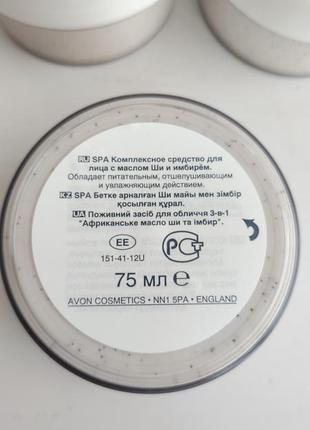 RU SPA Комплексное средство для
лица с маслом Ши и имбирём.
Обладает питательным, отшелушивающим
и увлажняющим действием.
KZ SPA Бетке арналған Ши майы мен зімбір
қосылған құрал.
UA Поживний засіб для обличчя 3-в-1
"Африканське масло ши та імбир".
EE
РСТ
151-41-12U
75 мл e
AVON COSMETICS • NN1 5PA • ENGLAND